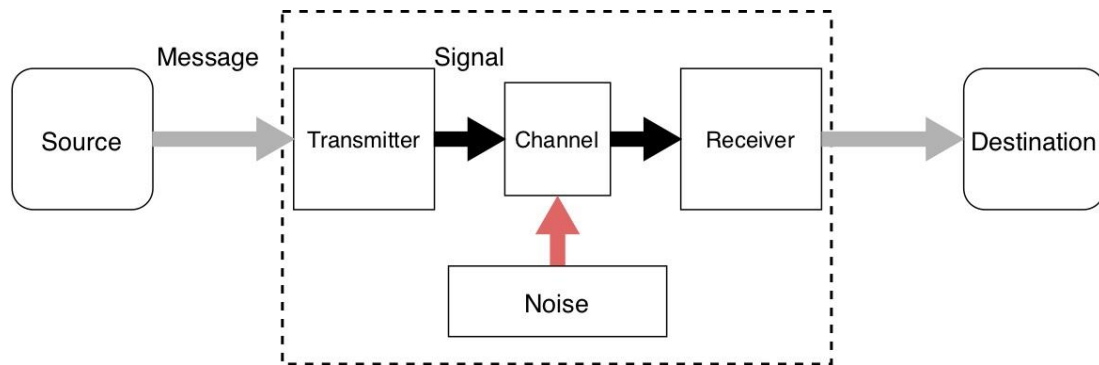 Message
Signal
Source
Transmitter
Channel
Receiver
Destination
Noise